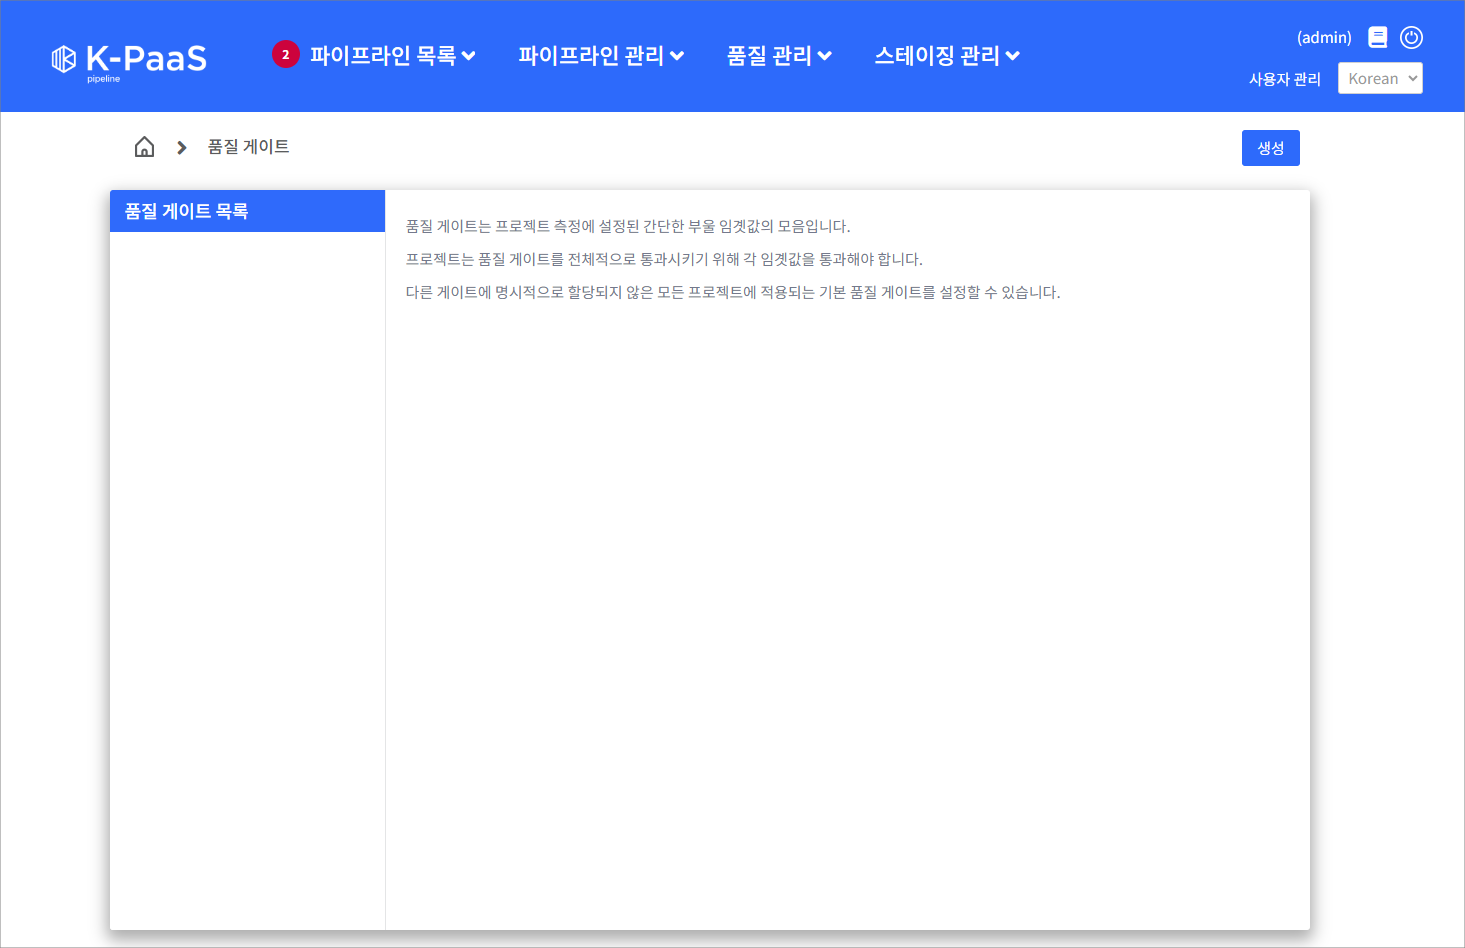 K-PaaS
pipeline
2 파이프라인 목록
파이프라인 관리
품질 관리
스테이징 관리
(admin)
사용자 관리
Korean
품질 게이트
생성
품질 게이트 목록
품질 게이트는 프로젝트 측정에 설정된 간단한 부울 임곗값의 모음입니다.
프로젝트는 품질 게이트를 전체적으로 통과시키기 위해 각 임곗값을 통과해야 합니다.
다른 게이트에 명시적으로 할당되지 않은 모든 프로젝트에 적용되는 기본 품질 게이트를 설정할 수 있습니다.